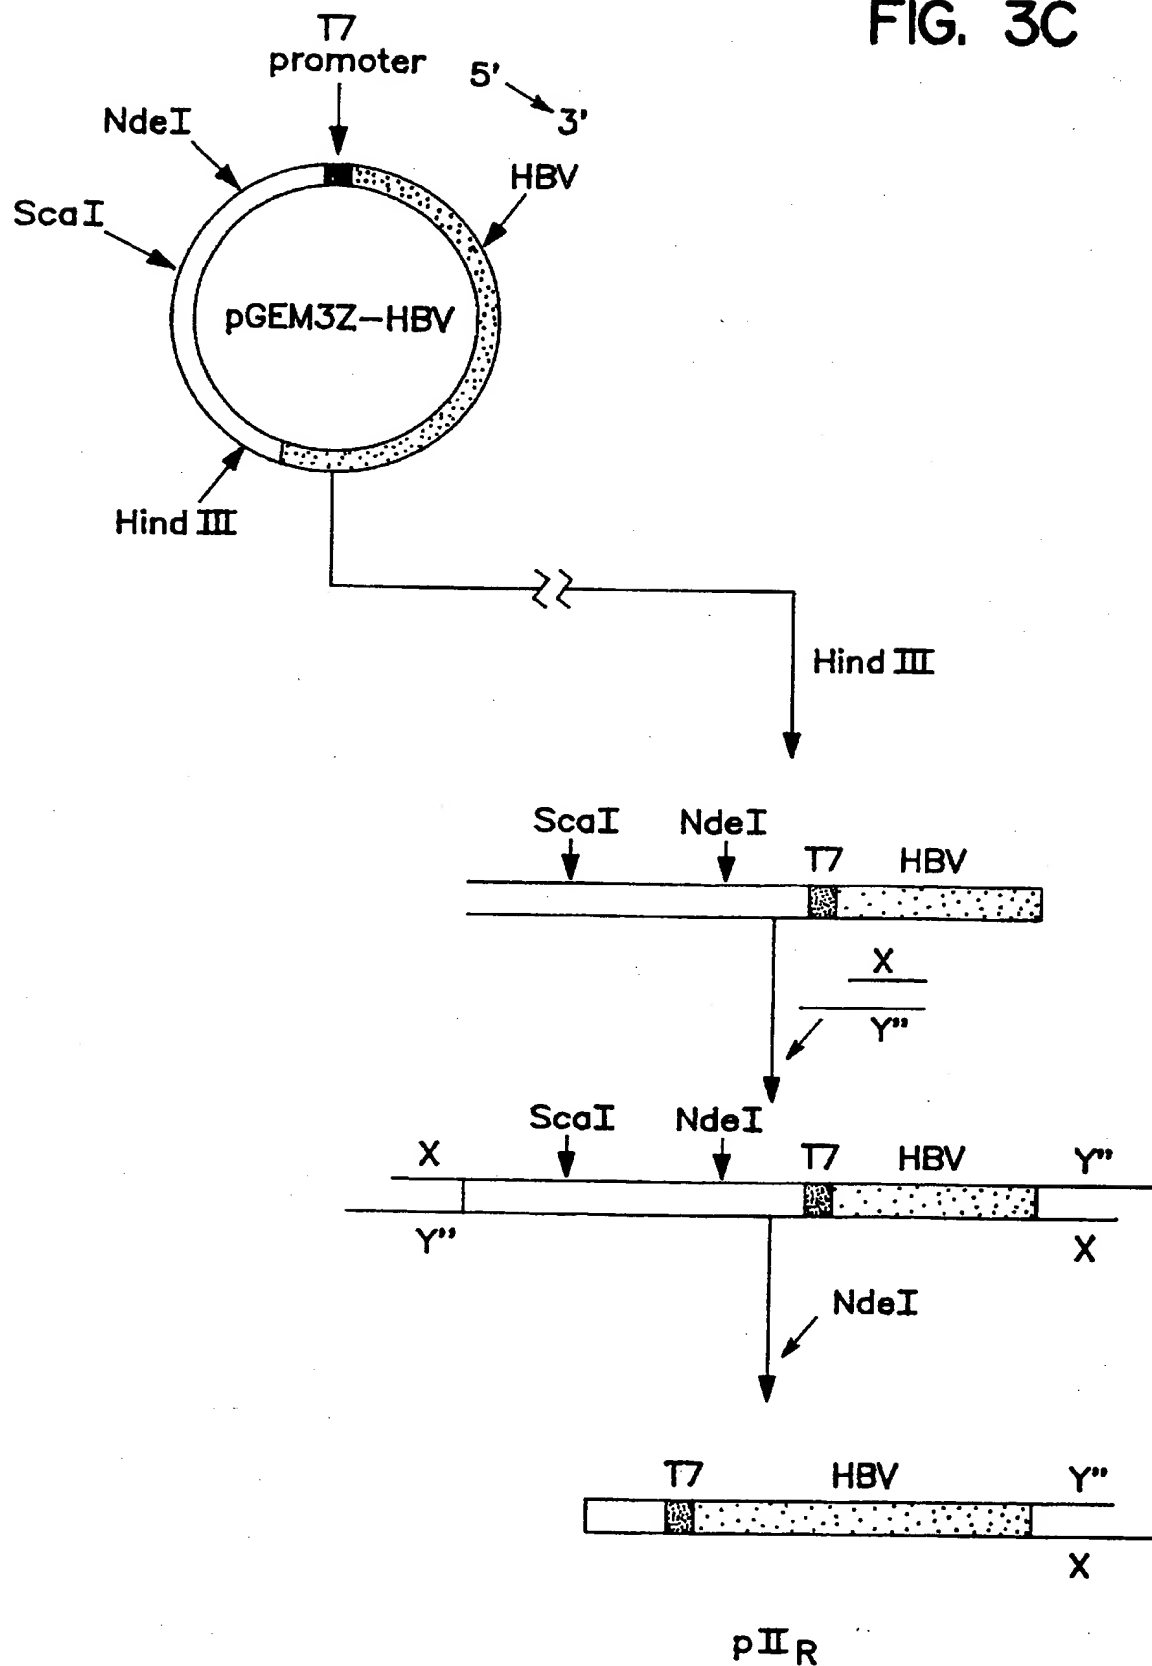 FIG. 3C
T7
promoter
5'
3'
NdeI
HBV
ScaI
pGEM3Z-HBV
Hind III
Hind III
ScaI NdeI
T7 HBV
X
Y"
ScaI NdeI
X T7 HBV Y"
Y" X
NdeI
T7 HBV Y"
X
pIIR